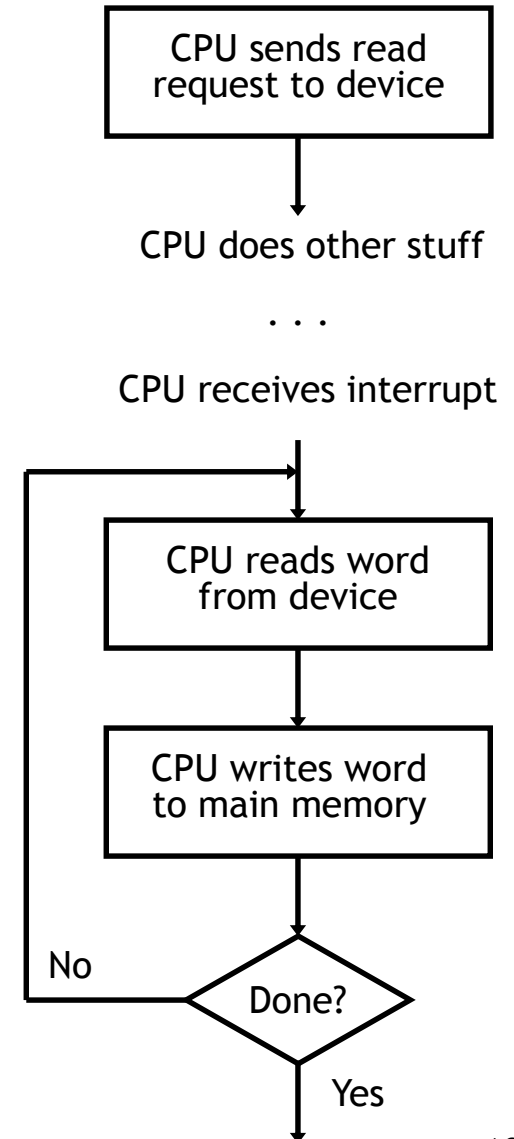 CPU sends read
request to device
CPU does other stuff
. . .
CPU receives interrupt
CPU reads word
from device
CPU writes word
to main memory
No
Done?
Yes